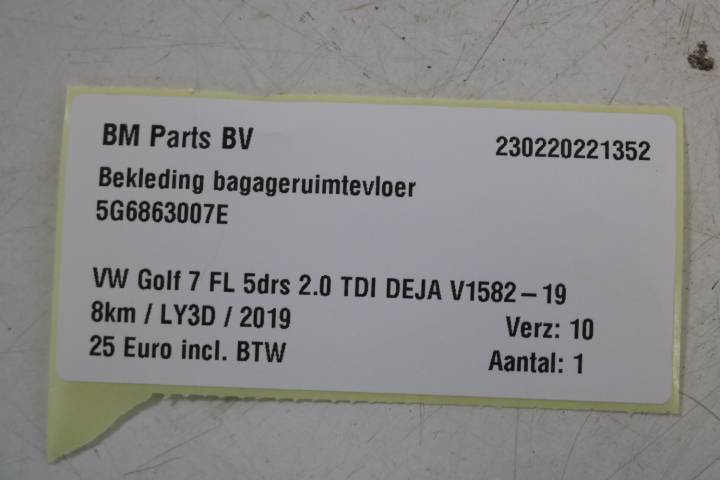 BM Parts BV 230220221352
Bekleding bagageruimtevloer
5G6863007E
VW Golf 7 FL 5drs 2.0 TDI DEJA V1582-19
8km / LY3D / 2019 Verz: 10
25 Euro incl. BTW Aantal: 1